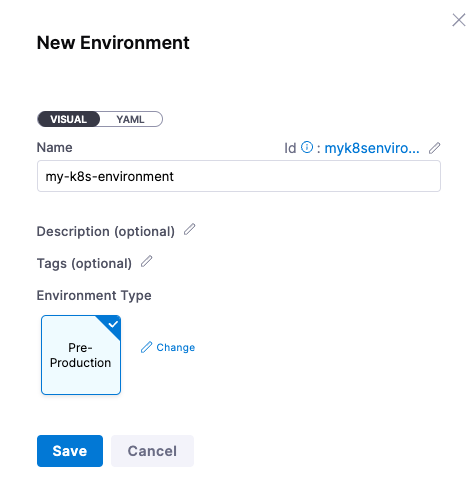 New Environment
VISUAL YAML
Name Id : myk8senviro...
my-k8s-environment
Description (optional)
Tags (optional)
Environment Type
Pre-
Production
Change
Save Cancel